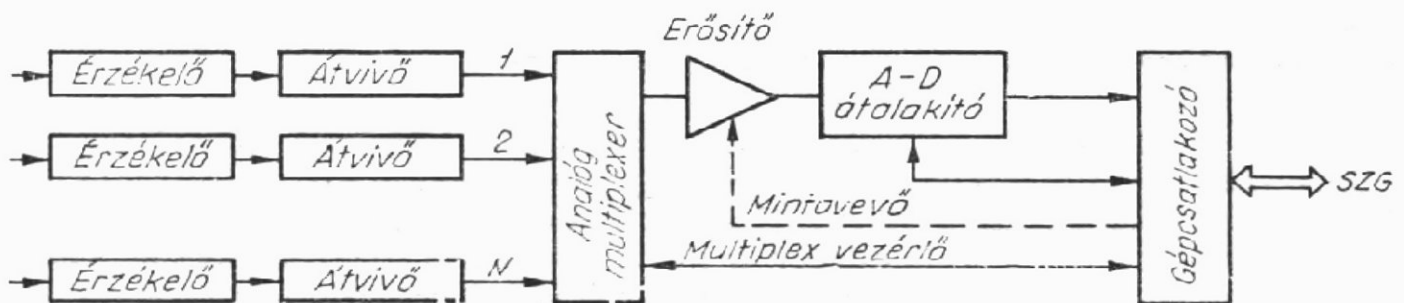 Erősítő
Érzékelő Átvivő 1
Érzékelő Átvivő 2
Érzékelő Átvivő N
Analóg
multiplexer
A-D
átalakító
Mintavevő
Multiplex vezérlő
Gépcsatlakozó
SZG